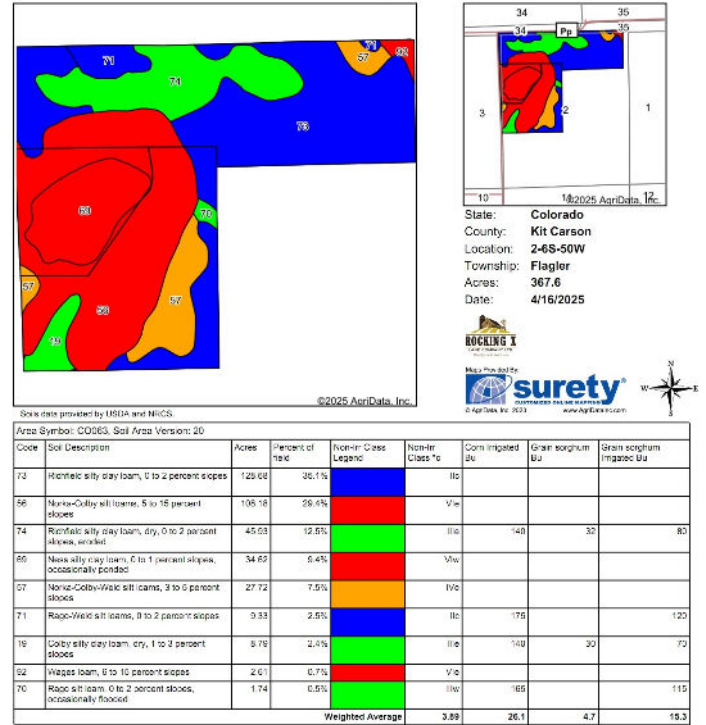 34
35
34
35
Pp
71
71
57
92
74
73
3
2
1
69
70
57
57
56
19
10
12
©2025 AgriData, Inc.
State: Colorado
County: Kit Carson
Location: 2-6S-50W
Township: Flagler
Acres: 367.6
Date: 4/16/2025
ROCKING X
Maps Provided By:
surety®
CUSTOMIZED ONLINE MAPPING
© AgriData, Inc. 2023 www.AgriDataInc.com
N
W E
S
©2025 AgriData, Inc.
Soils data provided by USDA and NRCS.
Area Symbol: CO063, Soil Area Version: 20
Code Soil Description Acres Percent of field Non-Irr Class Legend Non-Irr Class *c Corn Irrigated Bu Grain sorghum Bu Grain sorghum Irrigated Bu
73 Richfield silty clay loam, 0 to 2 percent slopes 128.68 35.1% IIs
56 Norka-Colby silt loams, 5 to 15 percent slopes 108.18 29.4% VIe
74 Richfield silty clay loam, dry, 0 to 2 percent slopes, eroded 45.93 12.5% IIIe 140 32 80
69 Ness silty clay loam, 0 to 1 percent slopes, occasionally ponded 34.62 9.4% VIw
57 Norka-Colby-Weld silt loams, 3 to 5 percent slopes 27.72 7.5% IVe
71 Rago-Weld silt loams, 0 to 2 percent slopes 9.33 2.5% IIc 175 120
19 Colby silty clay loam, dry, 1 to 3 percent slopes 8.79 2.4% IIIe 140 30 70
92 Wages loam, 6 to 15 percent slopes 2.61 0.7% VIe
70 Rago silt loam, 0 to 2 percent slopes, occasionally flooded 1.74 0.5% IIIw 165 115
Weighted Average 3.89 26.1 4.7 15.3